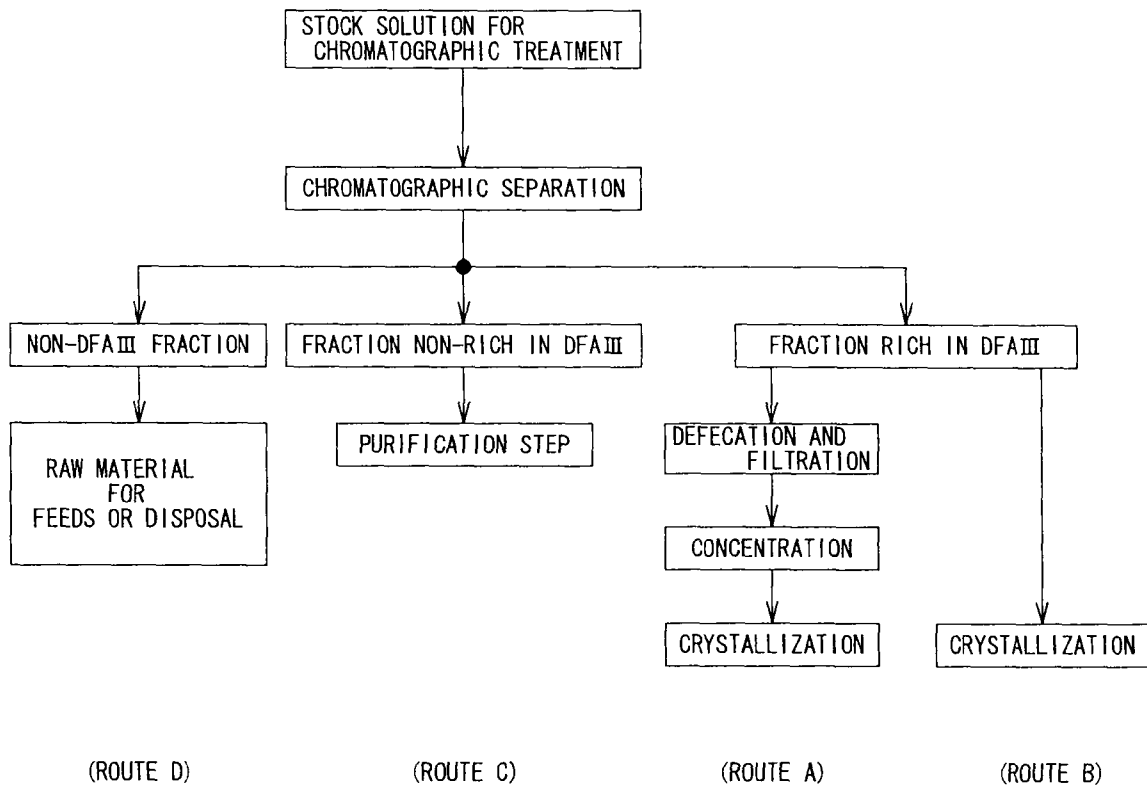 STOCK SOLUTION FOR
CHROMATOGRAPHIC TREATMENT
CHROMATOGRAPHIC SEPARATION
NON-DFAⅢ FRACTION
FRACTION NON-RICH IN DFAⅢ
FRACTION RICH IN DFAⅢ
RAW MATERIAL
FOR
FEEDS OR DISPOSAL
PURIFICATION STEP
DEFECATION AND
FILTRATION
CONCENTRATION
CRYSTALLIZATION
CRYSTALLIZATION
(ROUTE D)
(ROUTE C)
(ROUTE A)
(ROUTE B)